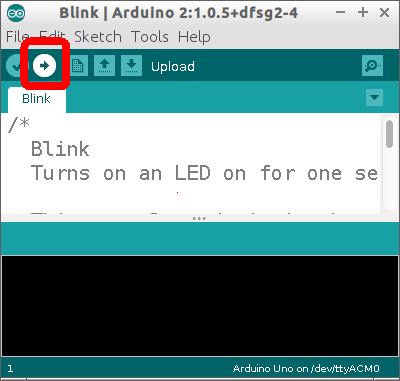 Blink | Arduino 2:1.0.5+dfsg2-4
File Edit Sketch Tools Help
Upload
Blink
/*
Blink
Turns on an LED on for one se
1
Arduino Uno on /dev/ttyACM0